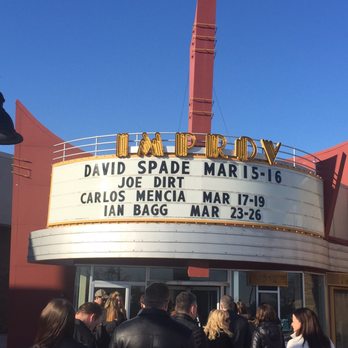 IMPROV
DAVID SPADE MAR 15-16
JOE DIRT
CARLOS MENCIA MAR 17-19
IAN BAGG MAR 23-26